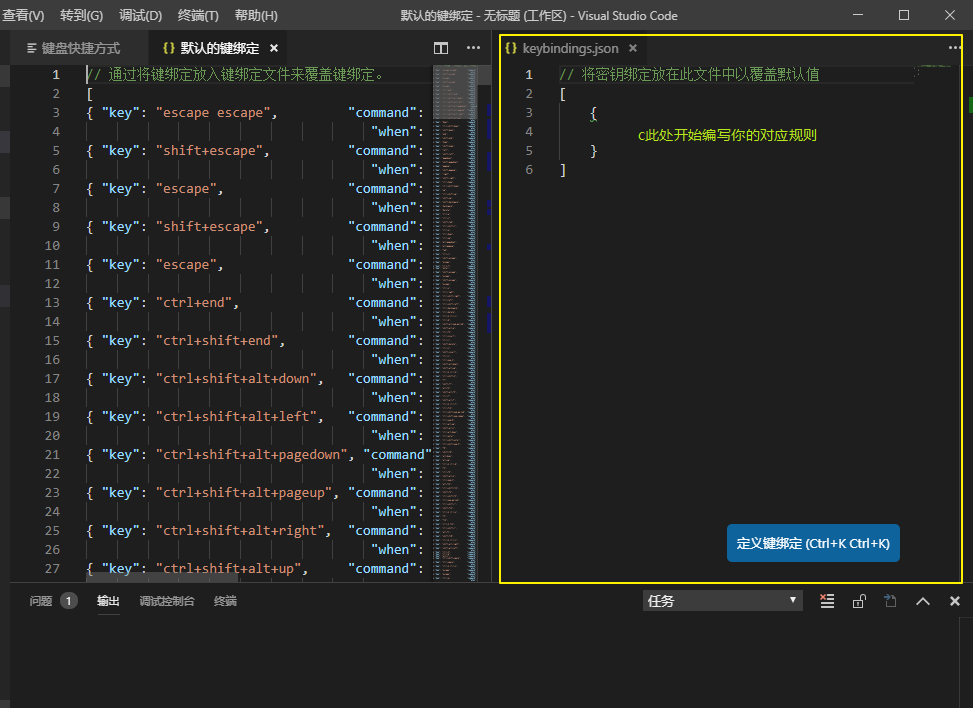 查看(V) 转到(G) 调试(D) 终端(T) 帮助(H) 默认的键绑定 - 无标题 (工作区) - Visual Studio Code
键盘快捷方式 {} 默认的键绑定 ×
1 // 通过将键绑定放入键绑定文件来覆盖键绑定。
2 [
3 { "key": "escape escape", "command":
4 "when":
5 { "key": "shift+escape", "command":
6 "when":
7 { "key": "escape", "command":
8 "when":
9 { "key": "shift+escape", "command":
10 "when":
11 { "key": "escape", "command":
12 "when":
13 { "key": "ctrl+end", "command":
14 "when":
15 { "key": "ctrl+shift+end", "command":
16 "when":
17 { "key": "ctrl+shift+alt+down", "command":
18 "when":
19 { "key": "ctrl+shift+alt+left", "command":
20 "when":
21 { "key": "ctrl+shift+alt+pagedown", "command"
22 "when":
23 { "key": "ctrl+shift+alt+pageup", "command":
24 "when":
25 { "key": "ctrl+shift+alt+right", "command":
26 "when":
27 { "key": "ctrl+shift+alt+up", "command":
{} keybindings.json ×
1 // 将密钥绑定放在此文件中以覆盖默认值
2 [
3 {
4 c此处开始编写你的对应规则
5 }
6 ]
定义键绑定 (Ctrl+K Ctrl+K)
问题 1 输出 调试控制台 终端 任务